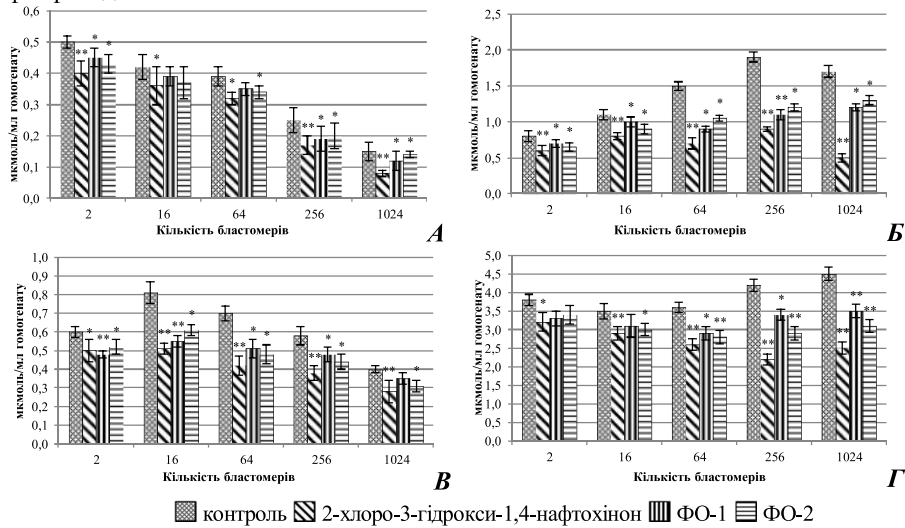 мкмоль/мл гомогенату
0,6
0,5
0,4
0,3
0,2
0,1
0,0
** * * * * * ** * * ** * *
2 16 64 256 1024
Кількість бластомерів
А
мкмоль/мл гомогенату
2,5
2,0
1,5
1,0
0,5
0,0
** * * ** * * ** * * ** * * ** * *
2 16 64 256 1024
Кількість бластомерів
Б
мкмоль/мл гомогенату
1,0
0,9
0,8
0,7
0,6
0,5
0,4
0,3
0,2
0,1
0,0
* ** * ** ** * ** * * ** * * ** *
2 16 64 256 1024
Кількість бластомерів
В
мкмоль/мл гомогенату
5,0
4,5
4,0
3,5
3,0
2,5
2,0
1,5
1,0
0,5
0,0
* ** * ** * ** ** * ** ** ** **
2 16 64 256 1024
Кількість бластомерів
Г
контроль 2-хлоро-3-гідрокси-1,4-нафтохінон ФО-1 ФО-2